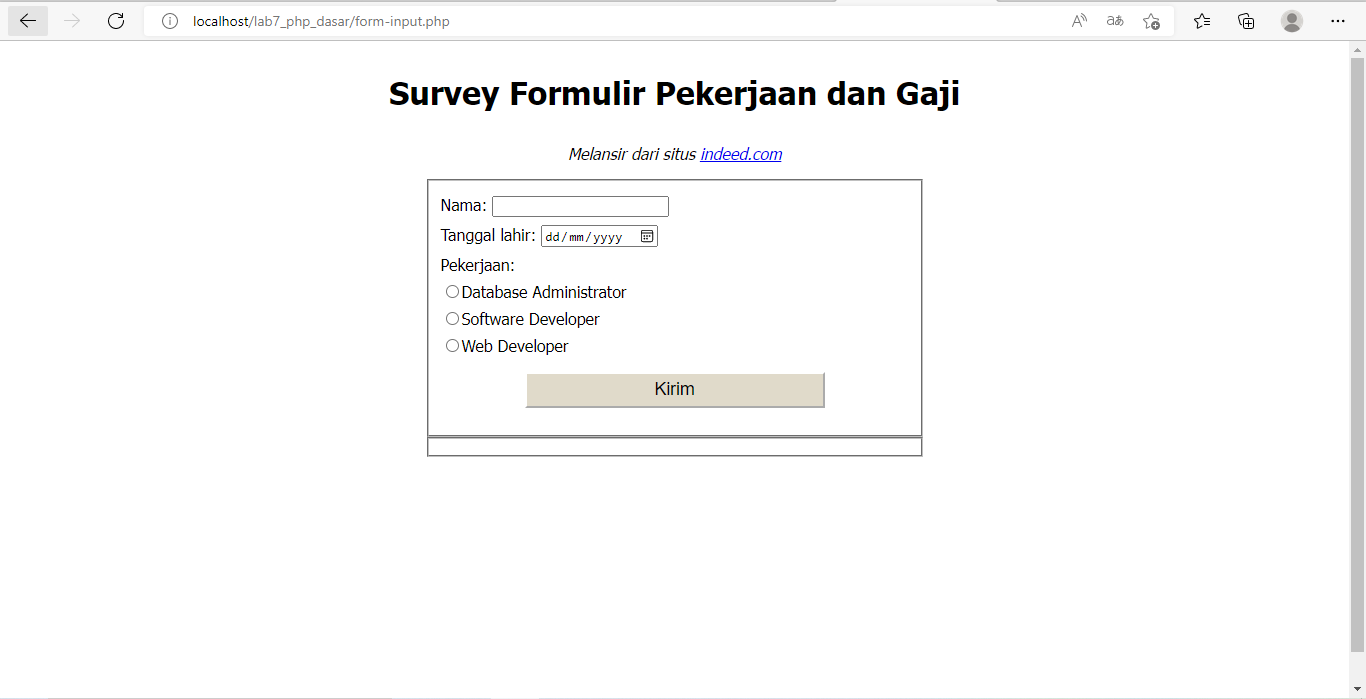 localhost/lab7_php_dasar/form-input.php
Survey Formulir Pekerjaan dan Gaji
Melansir dari situs indeed.com
Nama:
Tanggal lahir: dd/mm/yyyy
Pekerjaan:
Database Administrator
Software Developer
Web Developer
Kirim